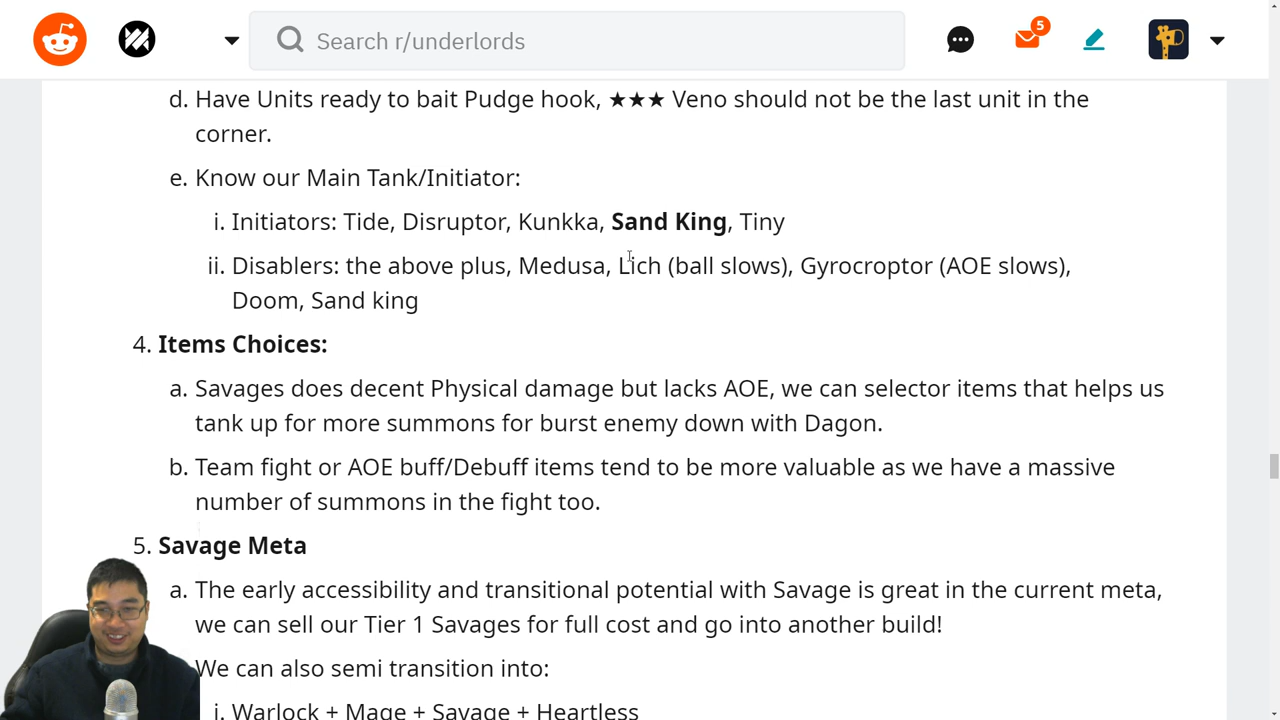 Search r/underlords
5
d. Have Units ready to bait Pudge hook, ★★★ Veno should not be the last unit in the
corner.
e. Know our Main Tank/Initiator:
i. Initiators: Tide, Disruptor, Kunkka, Sand King, Tiny
ii. Disablers: the above plus, Medusa, Lich (ball slows), Gyrocroptor (AOE slows),
Doom, Sand king
4. Items Choices:
a. Savages does decent Physical damage but lacks AOE, we can selector items that helps us
tank up for more summons for burst enemy down with Dagon.
b. Team fight or AOE buff/Debuff items tend to be more valuable as we have a massive
number of summons in the fight too.
5. Savage Meta
a. The early accessibility and transitional potential with Savage is great in the current meta,
we can sell our Tier 1 Savages for full cost and go into another build!
We can also semi transition into:
i. Warlock + Mage + Savage + Heartless